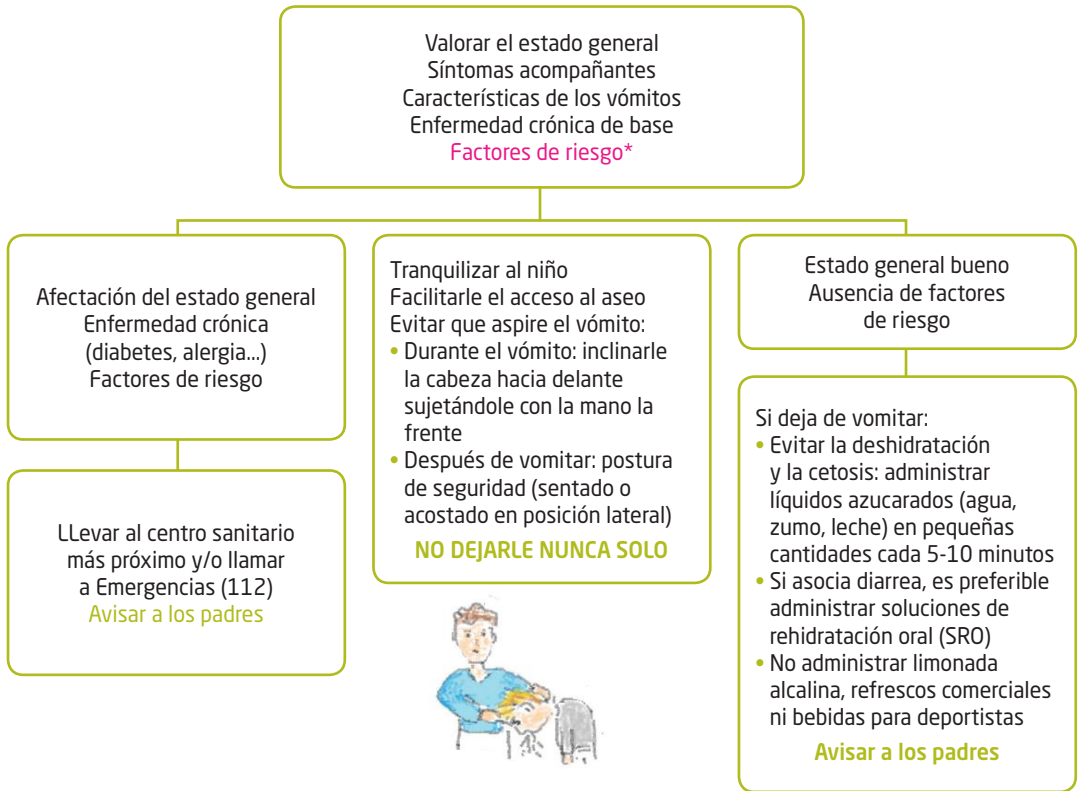 Valorar el estado general
Síntomas acompañantes
Características de los vómitos
Enfermedad crónica de base
Factores de riesgo*
Afectación del estado general
Enfermedad crónica
(diabetes, alergia...)
Factores de riesgo
LLevar al centro sanitario
más próximo y/o llamar
a Emergencias (112)
Avisar a los padres
Tranquilizar al niño
Facilitarle el acceso al aseo
Evitar que aspire el vómito:
• Durante el vómito: inclinarle
la cabeza hacia delante
sujetándole con la mano la
frente
• Después de vomitar: postura
de seguridad (sentado o
acostado en posición lateral)
NO DEJARLE NUNCA SOLO
Estado general bueno
Ausencia de factores
de riesgo
Si deja de vomitar:
• Evitar la deshidratación
y la cetosis: administrar
líquidos azucarados (agua,
zumo, leche) en pequeñas
cantidades cada 5-10 minutos
• Si asocia diarrea, es preferible
administrar soluciones de
rehidratación oral (SRO)
• No administrar limonada
alcalina, refrescos comerciales
ni bebidas para deportistas
Avisar a los padres